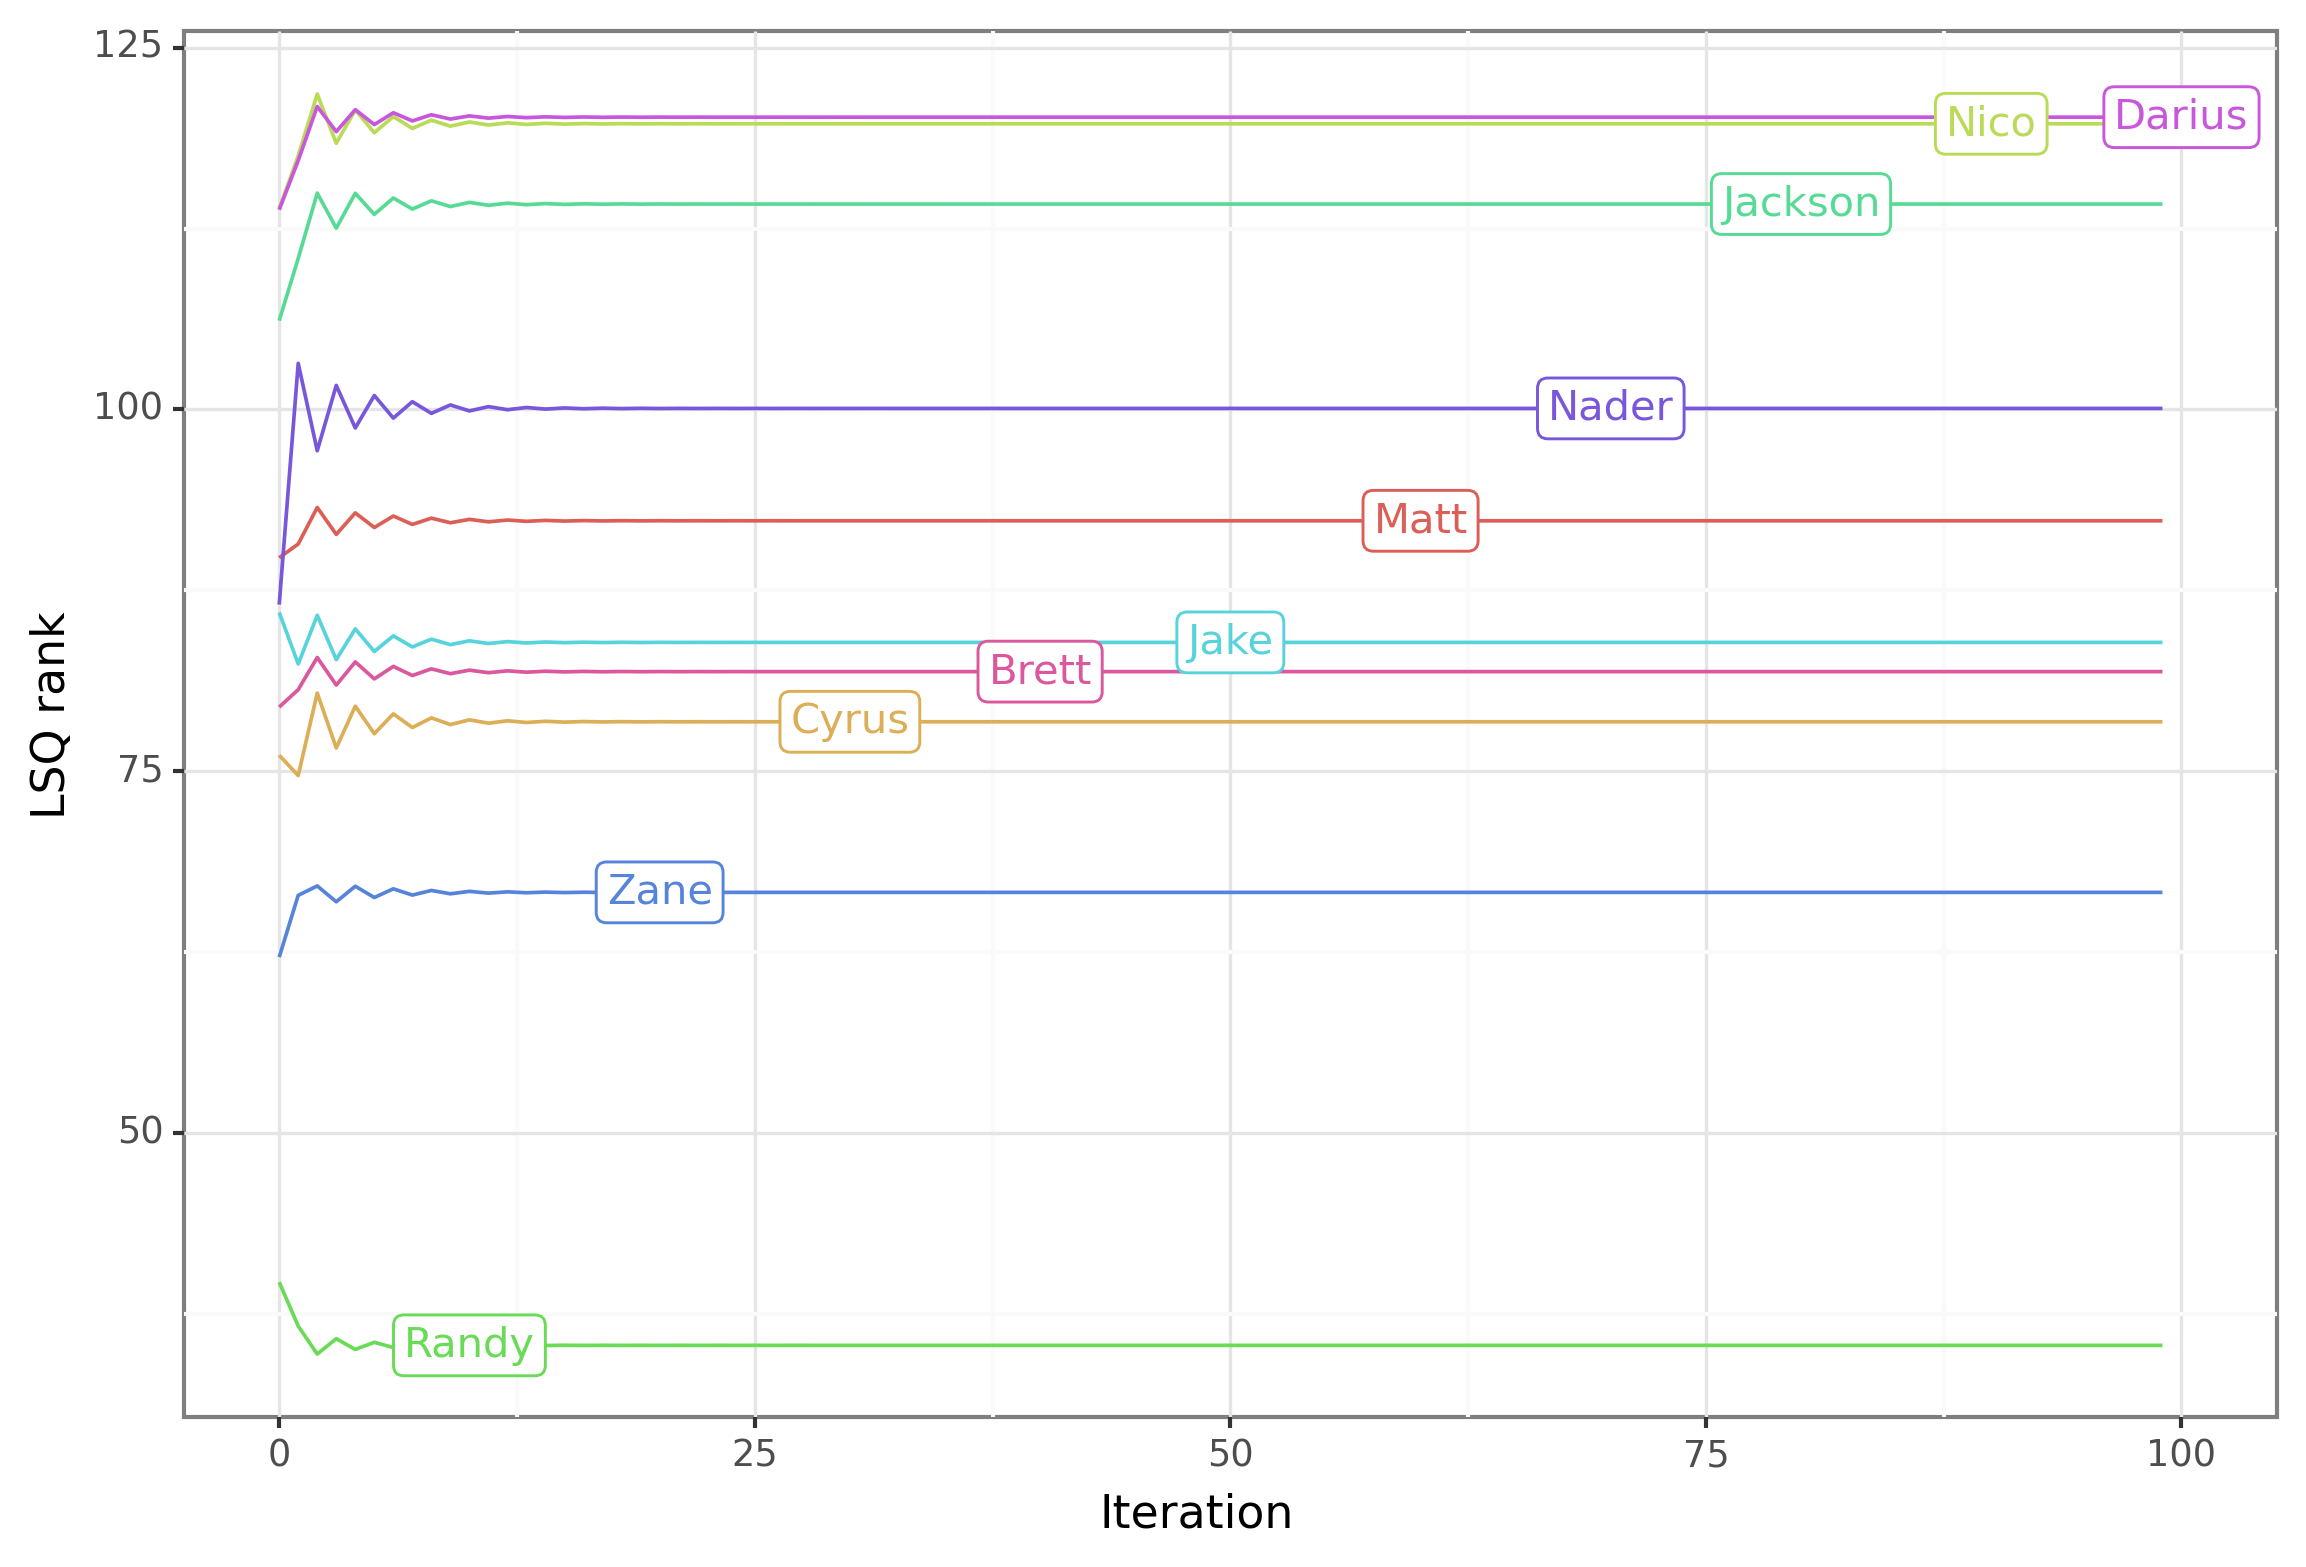 125
Nico
Darius
Jackson
100
Nader
Matt
Jake
Brett
Cyrus
75
Zane
50
Randy
LSQ rank
0 25 50 75 100
Iteration